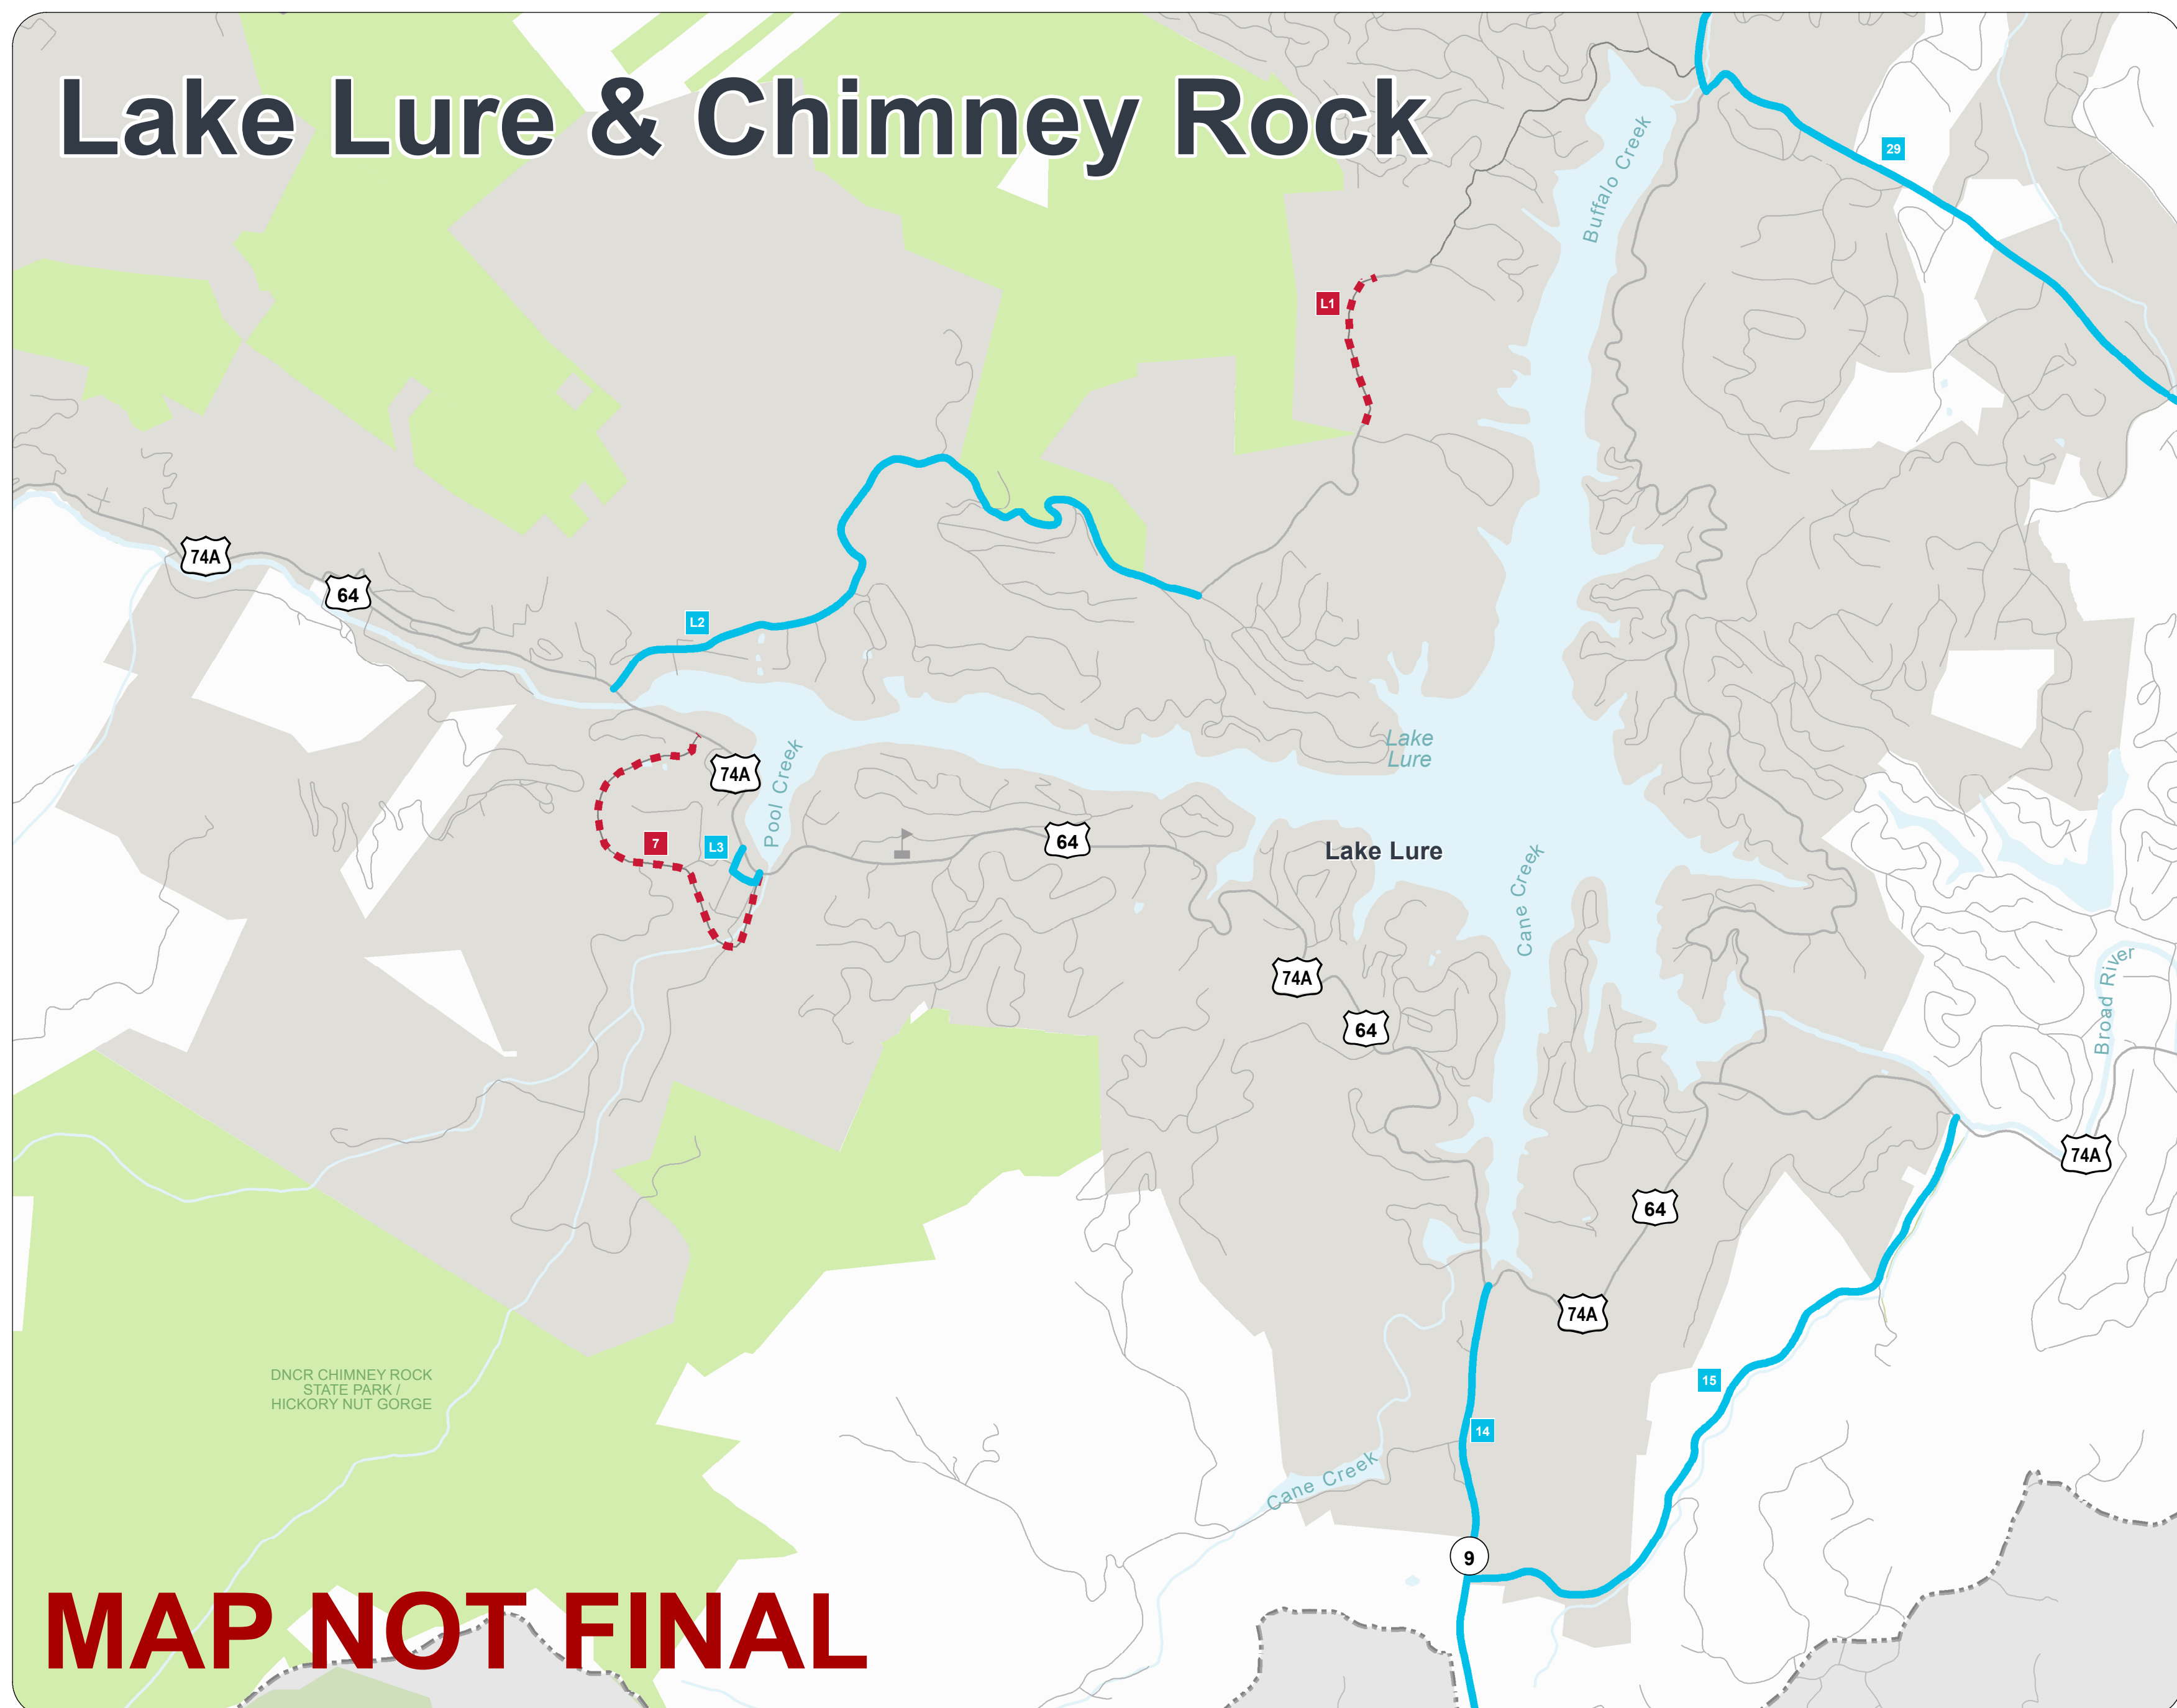 Lake Lure & Chimney Rock
29
Buffalo Creek
L1
74A
64
L2
Lake
Lure
74A
Pool Creek
7
L3
64
Lake Lure
Cane Creek
74A
64
Broad River
74A
64
74A
DNCR CHIMNEY ROCK
STATE PARK /
HICKORY NUT GORGE
15
14
Cane Creek
9
MAP NOT FINAL